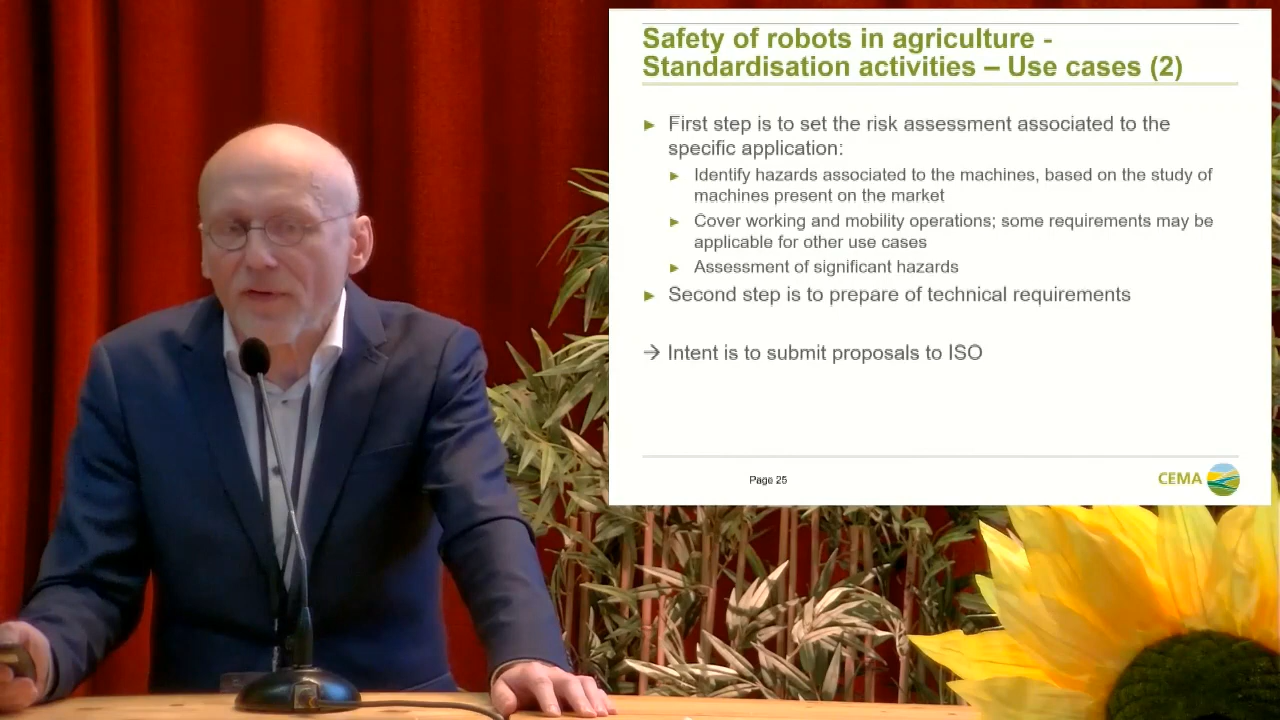 Safety of robots in agriculture -
Standardisation activities – Use cases (2)
► First step is to set the risk assessment associated to the
specific application:
► Identify hazards associated to the machines, based on the study of
machines present on the market
► Cover working and mobility operations; some requirements may be
applicable for other use cases
► Assessment of significant hazards
► Second step is to prepare of technical requirements
→ Intent is to submit proposals to ISO
Page 25
CEMA